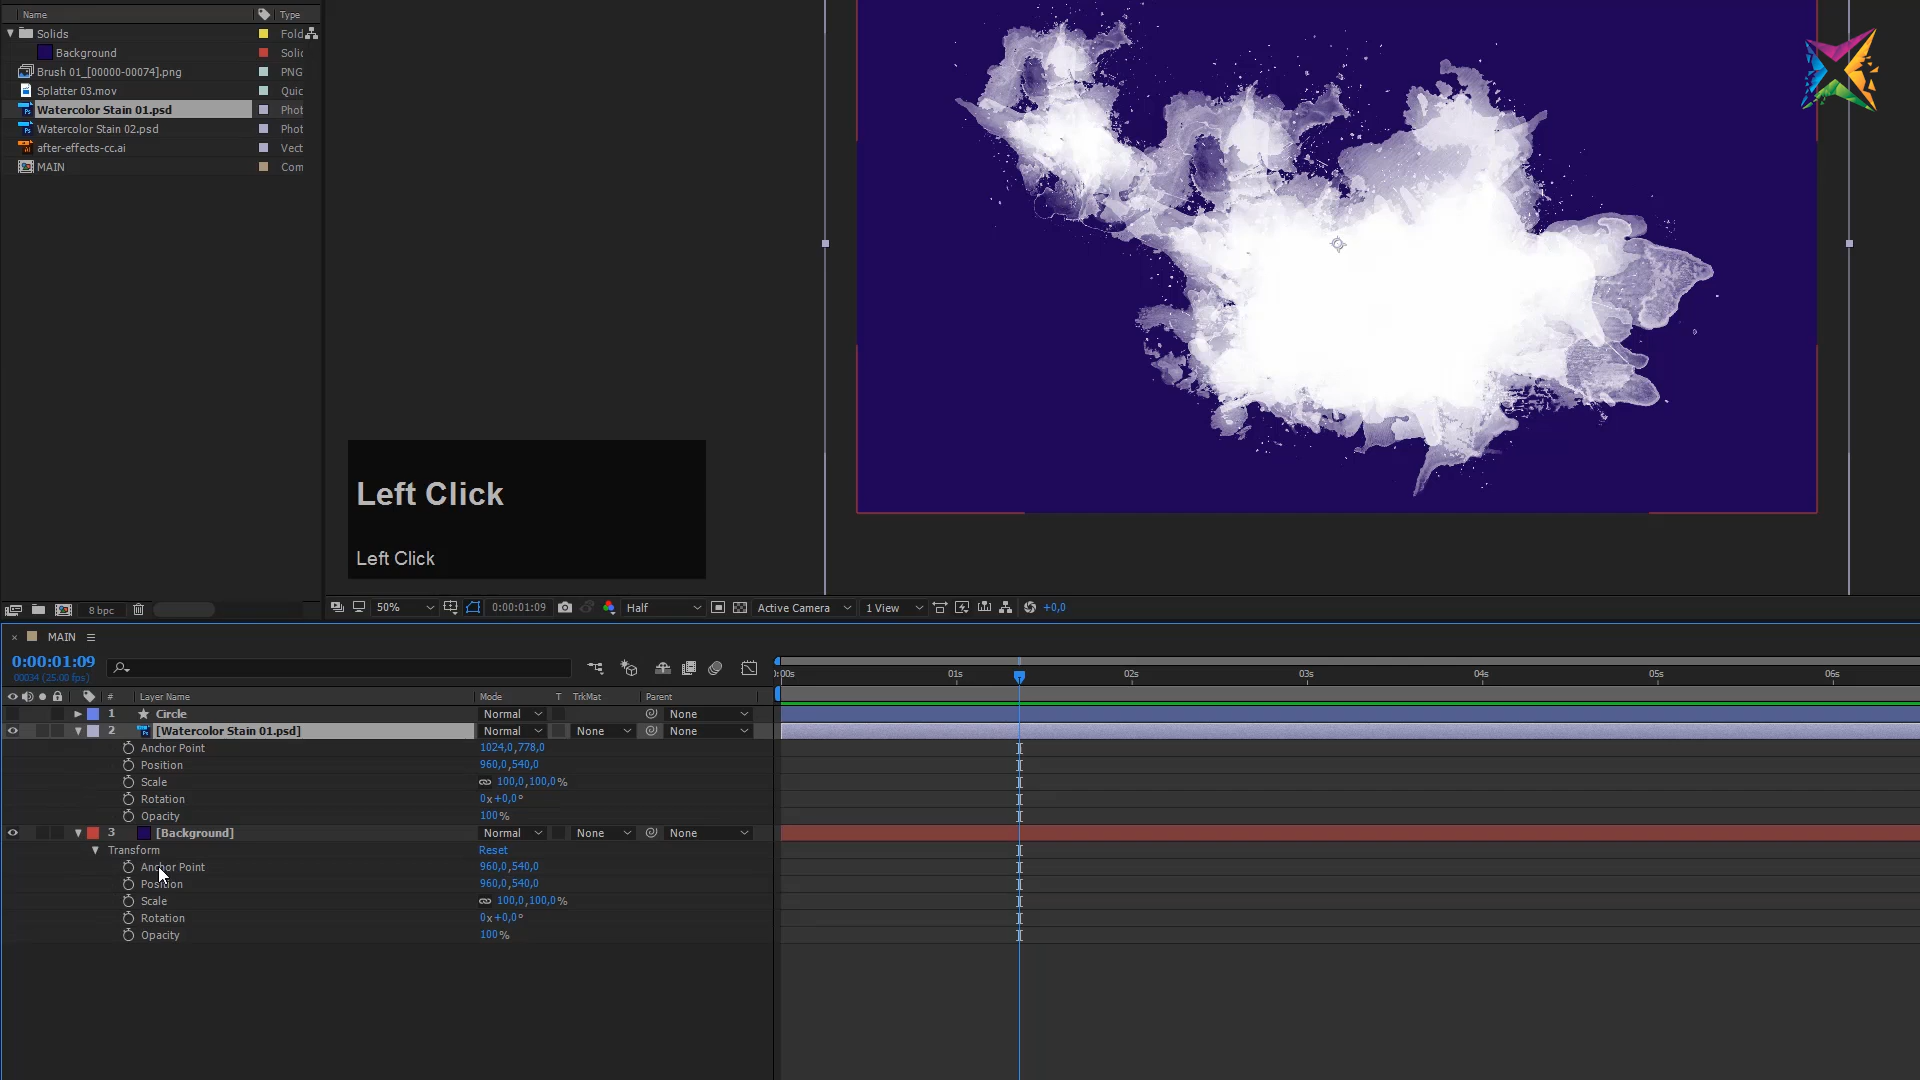 Name Type
Solids Fold
Background Solic
Brush 01_[00000-00074].png PNG
Splatter 03.mov Quic
Watercolor Stain 01.psd Phot
Watercolor Stain 02.psd Phot
after-effects-cc.ai Vect
MAIN Com
Left Click
Left Click
8 bpc 50% 0:00:01:09 Half Active Camera 1 View +0,0
× MAIN
0:00:01:09
00034 (25.00 fps)
:00s 01s 02s 03s 04s 05s 06s
# Layer Name Mode T TrkMat Parent
1 Circle Normal None
2 [Watercolor Stain 01.psd] Normal None None
Anchor Point 1024,0,778,0
Position 960,0,540,0
Scale 100,0,100,0%
Rotation 0x+0,0°
Opacity 100%
3 [Background] Normal None None
Transform Reset
Anchor Point 960,0,540,0
Position 960,0,540,0
Scale 100,0,100,0%
Rotation 0x+0,0°
Opacity 100%